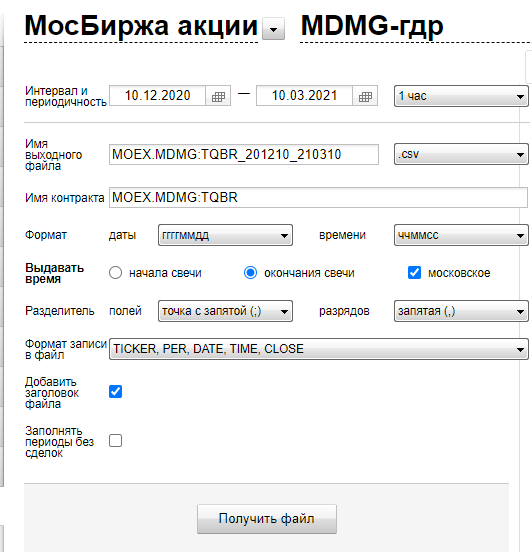 МосБиржа акции MDMG-гдр
Интервал и
периодичность 10.12.2020 — 10.03.2021 1 час
Имя
выходного
файла MOEX.MDMG:TQBR_201210_210310 .csv
Имя контракта MOEX.MDMG:TQBR
Формат даты ггггммдд времени ччммсс
Выдавать
время начала свечи окончания свечи московское
Разделитель полей точка с запятой (;) разрядов запятая (,)
Формат записи
в файл TICKER, PER, DATE, TIME, CLOSE
Добавить
заголовок
файла
Заполнять
периоды без
сделок
Получить файл